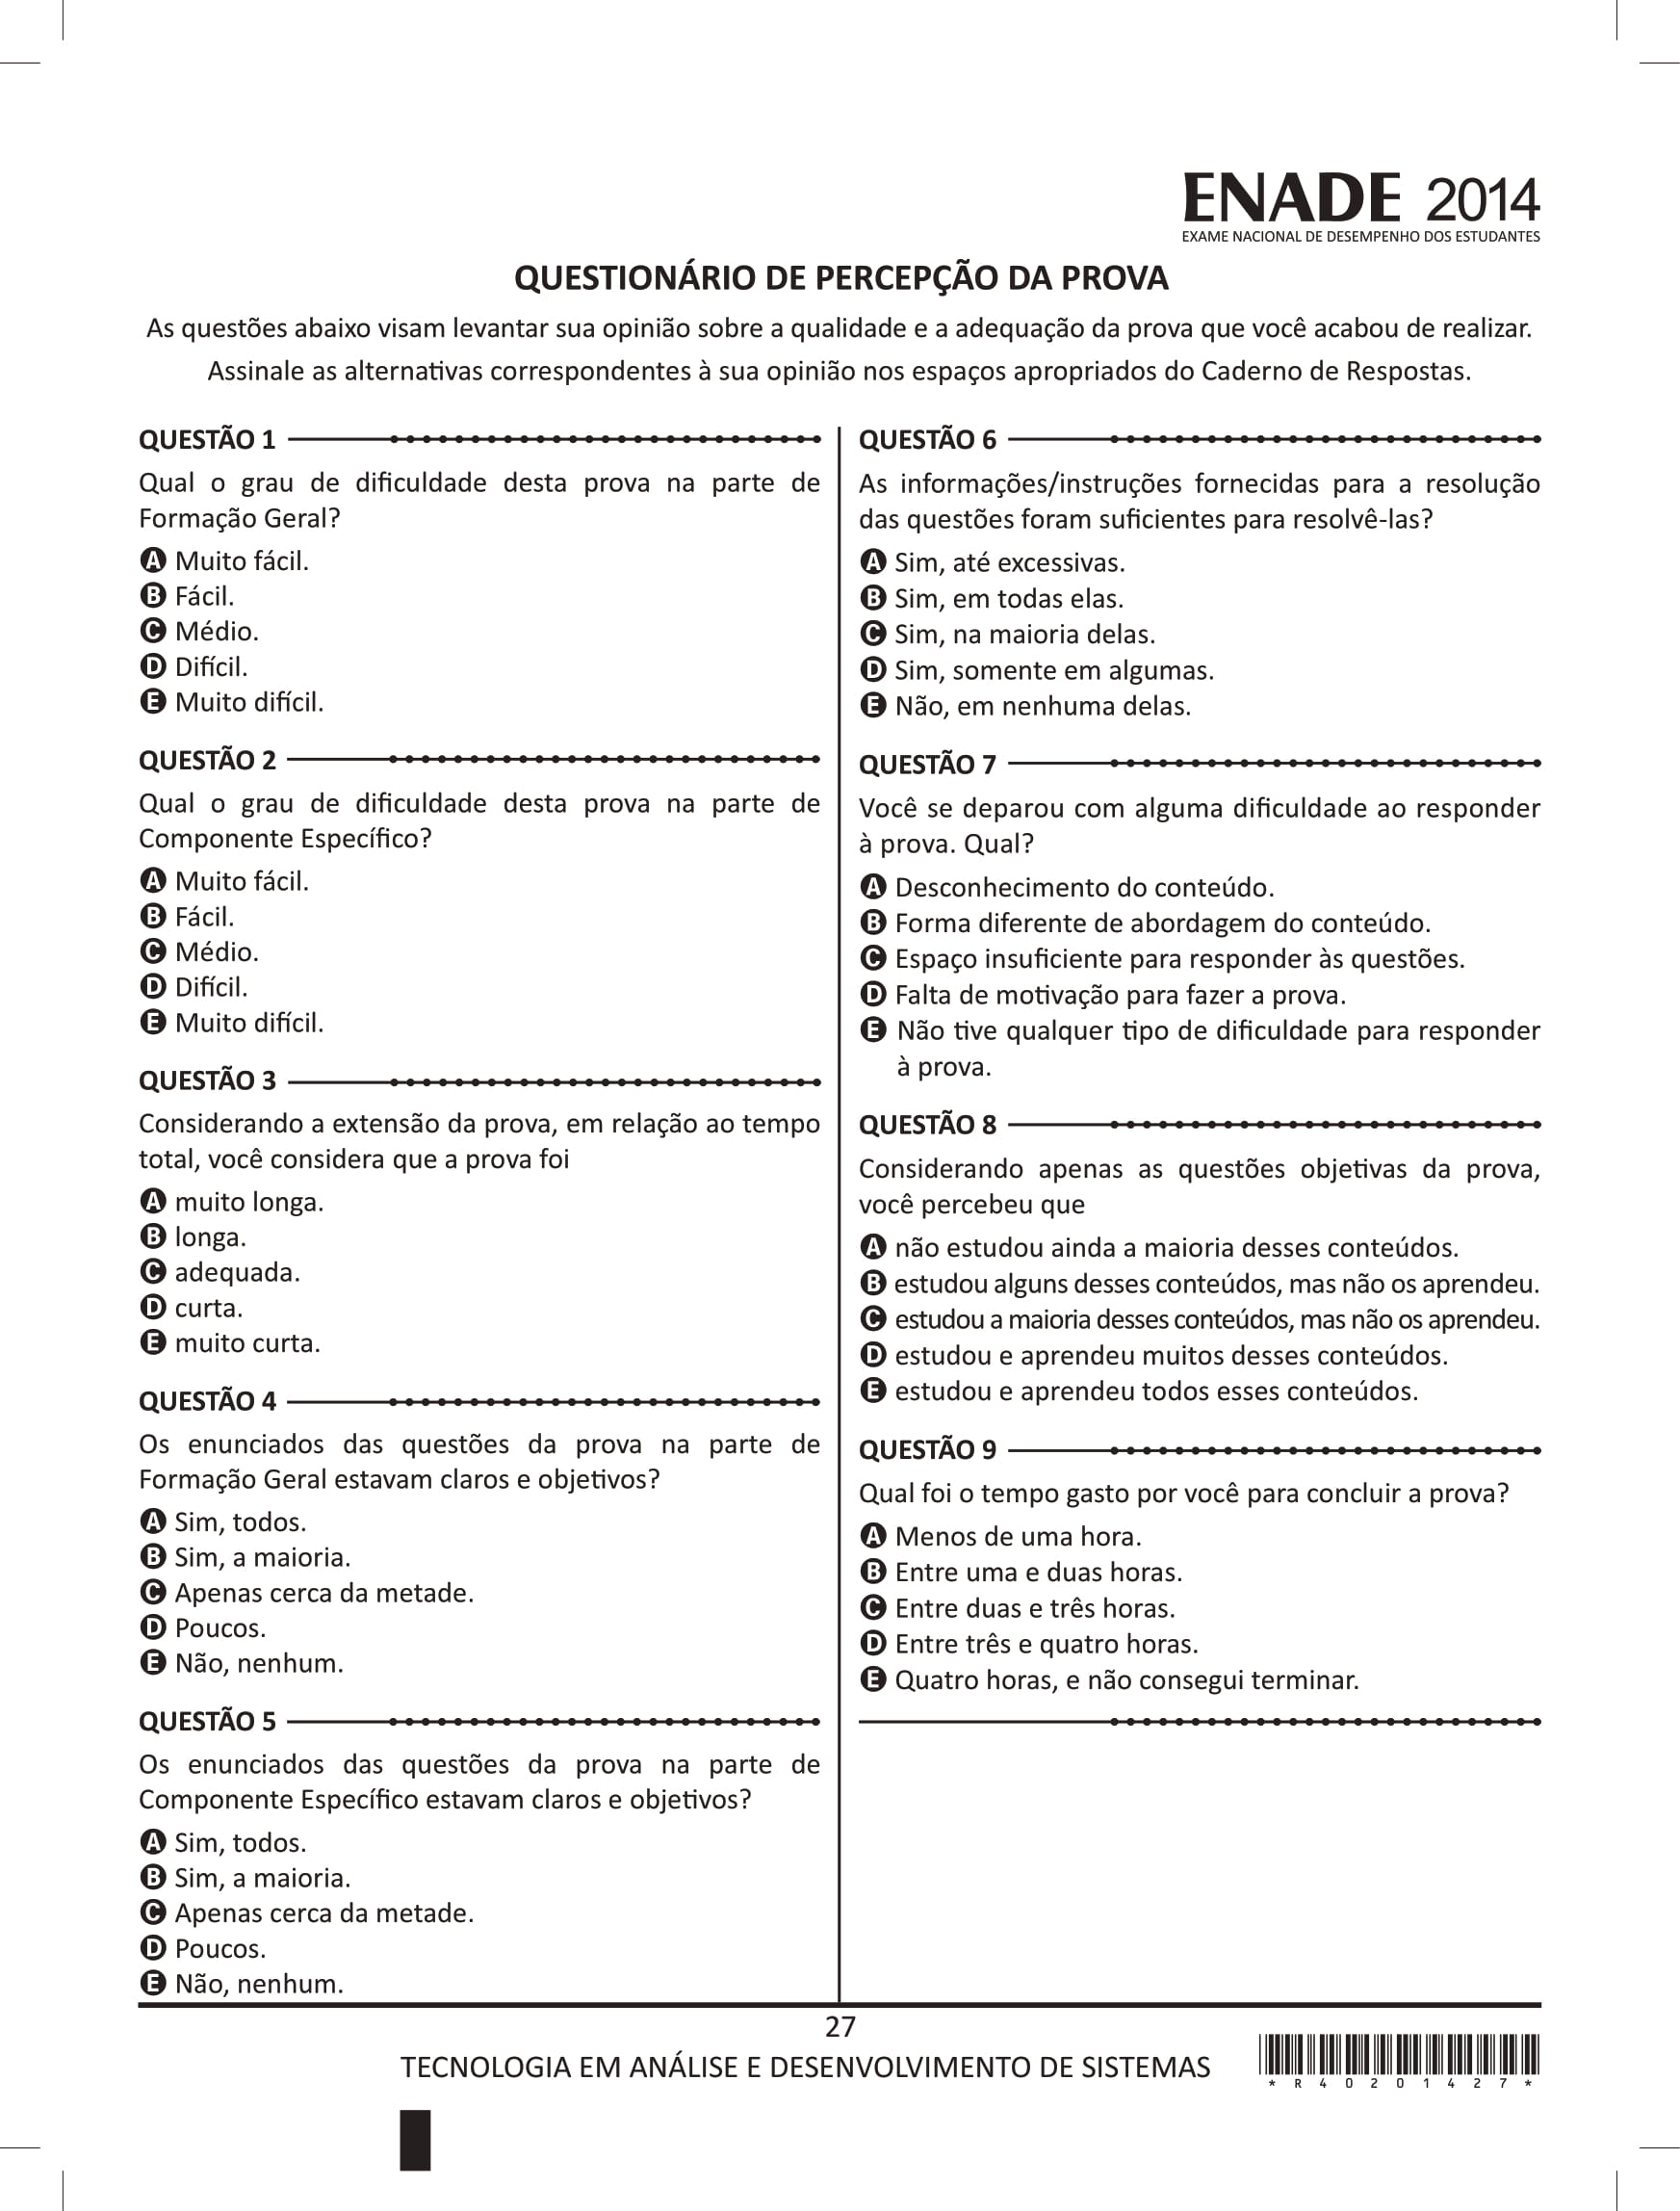 ENADE 2014
EXAME NACIONAL DE DESEMPENHO DOS ESTUDANTES
QUESTIONÁRIO DE PERCEPÇÃO DA PROVA
As questões abaixo visam levantar sua opinião sobre a qualidade e a adequação da prova que você acabou de realizar.
Assinale as alternativas correspondentes à sua opinião nos espaços apropriados do Caderno de Respostas.
QUESTÃO 1
Qual o grau de dificuldade desta prova na parte de
Formação Geral?
A Muito fácil.
B Fácil.
C Médio.
D Difícil.
E Muito difícil.
QUESTÃO 2
Qual o grau de dificuldade desta prova na parte de
Componente Específico?
A Muito fácil.
B Fácil.
C Médio.
D Difícil.
E Muito difícil.
QUESTÃO 3
Considerando a extensão da prova, em relação ao tempo
total, você considera que a prova foi
A muito longa.
B longa.
C adequada.
D curta.
E muito curta.
QUESTÃO 4
Os enunciados das questões da prova na parte de
Formação Geral estavam claros e objetivos?
A Sim, todos.
B Sim, a maioria.
C Apenas cerca da metade.
D Poucos.
E Não, nenhum.
QUESTÃO 5
Os enunciados das questões da prova na parte de
Componente Específico estavam claros e objetivos?
A Sim, todos.
B Sim, a maioria.
C Apenas cerca da metade.
D Poucos.
E Não, nenhum.
QUESTÃO 6
As informações/instruções fornecidas para a resolução
das questões foram suficientes para resolvê-las?
A Sim, até excessivas.
B Sim, em todas elas.
C Sim, na maioria delas.
D Sim, somente em algumas.
E Não, em nenhuma delas.
QUESTÃO 7
Você se deparou com alguma dificuldade ao responder
à prova. Qual?
A Desconhecimento do conteúdo.
B Forma diferente de abordagem do conteúdo.
C Espaço insuficiente para responder às questões.
D Falta de motivação para fazer a prova.
E Não tive qualquer tipo de dificuldade para responder
à prova.
QUESTÃO 8
Considerando apenas as questões objetivas da prova,
você percebeu que
A não estudou ainda a maioria desses conteúdos.
B estudou alguns desses conteúdos, mas não os aprendeu.
C estudou a maioria desses conteúdos, mas não os aprendeu.
D estudou e aprendeu muitos desses conteúdos.
E estudou e aprendeu todos esses conteúdos.
QUESTÃO 9
Qual foi o tempo gasto por você para concluir a prova?
A Menos de uma hora.
B Entre uma e duas horas.
C Entre duas e três horas.
D Entre três e quatro horas.
E Quatro horas, e não consegui terminar.
27
TECNOLOGIA EM ANÁLISE E DESENVOLVIMENTO DE SISTEMAS
* R 4 0 2 0 1 4 2 7 *